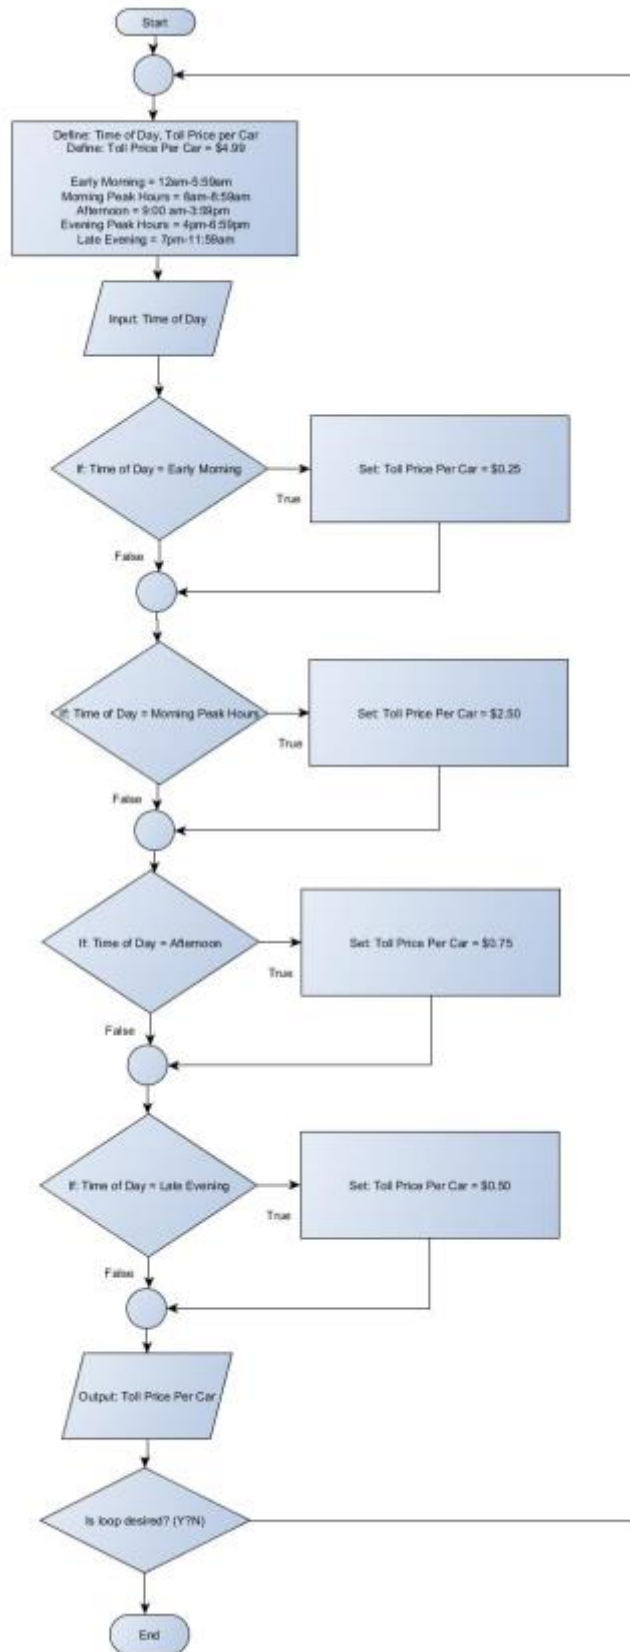 Start
Define: Time of Day, Toll Price per Car
Define: Toll Price Per Car = $4.99
Early Morning = 12am-5:59am
Morning Peak Hours = 6am-8:59am
Afternoon = 9:00 am-3:59pm
Evening Peak Hours = 4pm-6:59pm
Late Evening = 7pm-11:59am
Input: Time of Day
If: Time of Day = Early Morning
True
Set: Toll Price Per Car = $0.25
False
If: Time of Day = Morning Peak Hours
True
Set: Toll Price Per Car = $2.50
False
If: Time of Day = Afternoon
True
Set: Toll Price Per Car = $0.75
False
If: Time of Day = Late Evening
True
Set: Toll Price Per Car = $0.50
False
Output: Toll Price Per Car
Is loop desired? (Y?N)
End